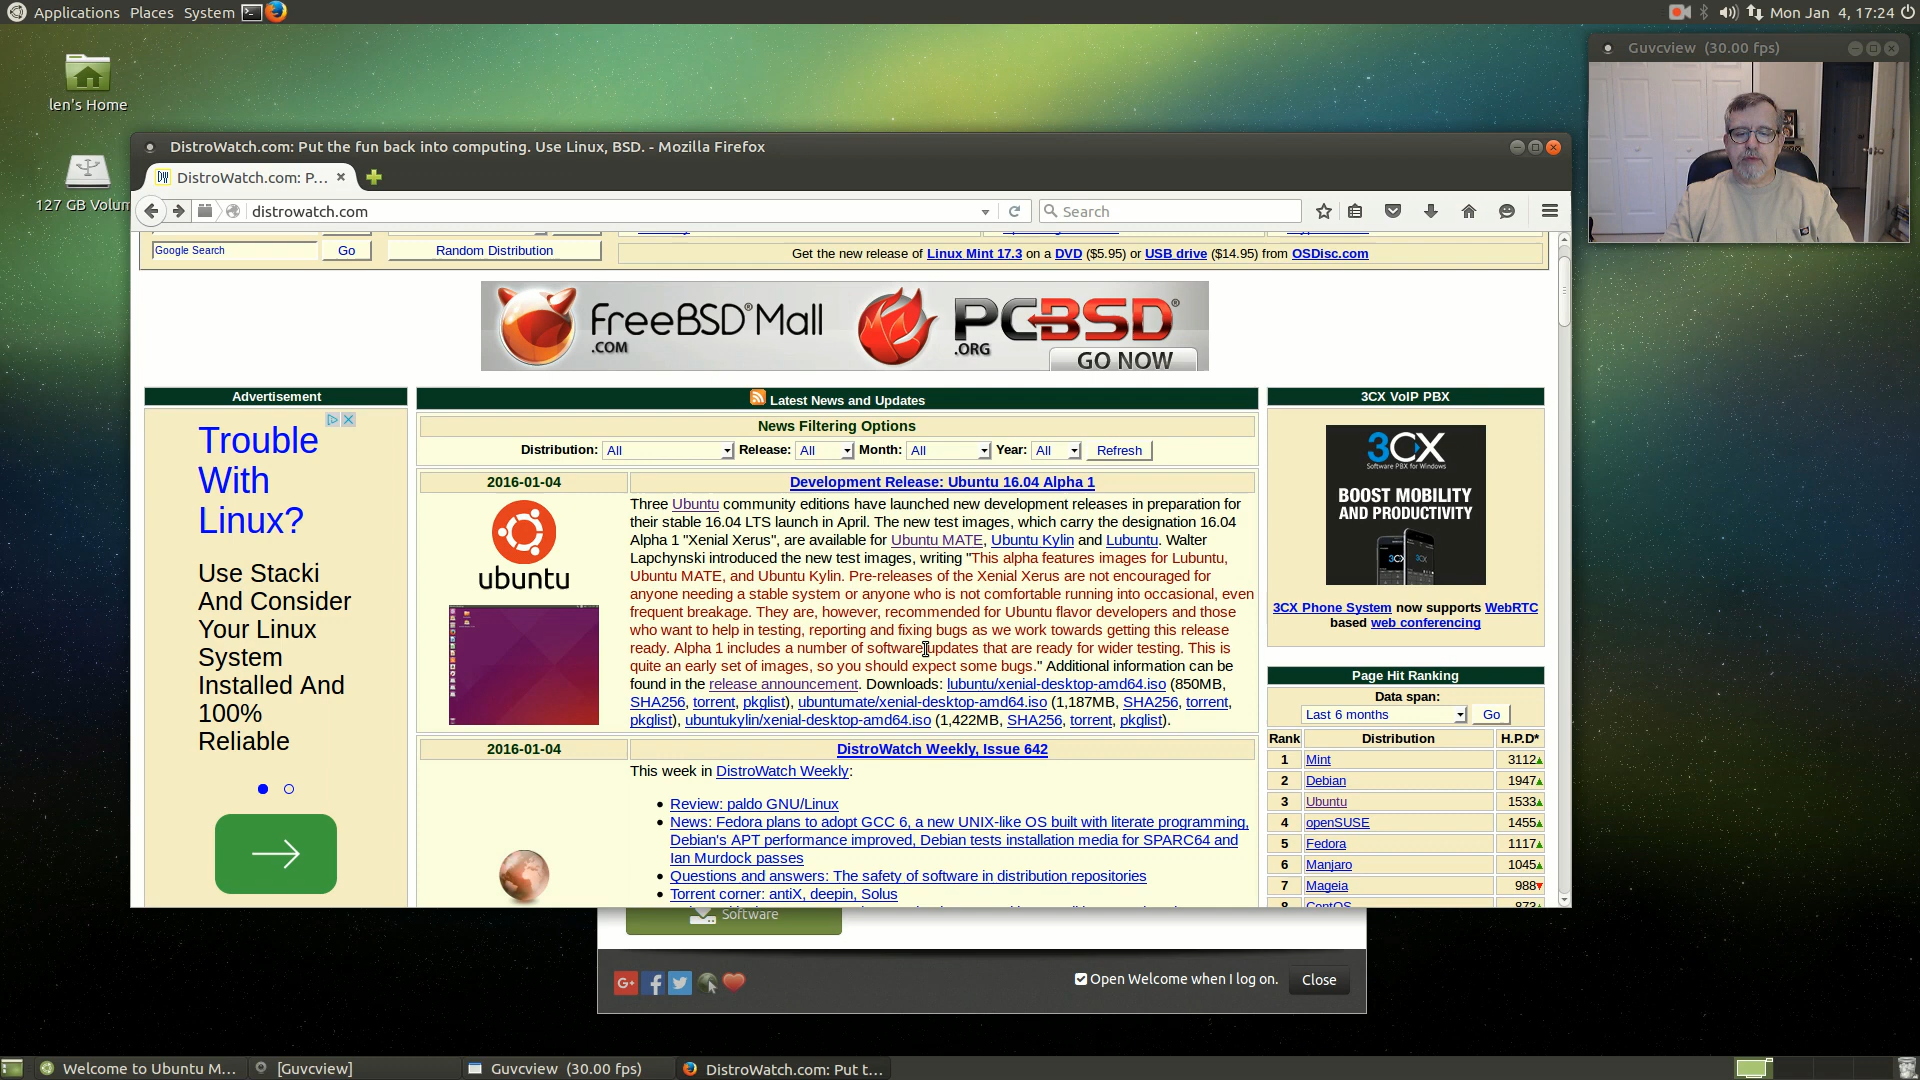 Applications Places System
Mon Jan 4, 17:24
len's Home
127 GB Volum
Guvcview (30.00 fps)
DistroWatch.com: Put the fun back into computing. Use Linux, BSD. - Mozilla Firefox
DistroWatch.com: P...
distrowatch.com
Search
Google Search
Go
Random Distribution
Get the new release of Linux Mint 17.3 on a DVD ($5.95) or USB drive ($14.95) from OSDisc.com
FreeBSD® Mall
.COM
PCBSD®
.ORG
GO NOW
Advertisement
Trouble
With
Linux?
Use Stacki
And Consider
Your Linux
System
Installed And
100%
Reliable
Latest News and Updates
News Filtering Options
Distribution: All Release: All Month: All Year: All Refresh
2016-01-04
Development Release: Ubuntu 16.04 Alpha 1
ubuntu
Three Ubuntu community editions have launched new development releases in preparation for
their stable 16.04 LTS launch in April. The new test images, which carry the designation 16.04
Alpha 1 "Xenial Xerus", are available for Ubuntu MATE, Ubuntu Kylin and Lubuntu. Walter
Lapchynski introduced the new test images, writing "This alpha features images for Lubuntu,
Ubuntu MATE, and Ubuntu Kylin. Pre-releases of the Xenial Xerus are not encouraged for
anyone needing a stable system or anyone who is not comfortable running into occasional, even
frequent breakage. They are, however, recommended for Ubuntu flavor developers and those
who want to help in testing, reporting and fixing bugs as we work towards getting this release
ready. Alpha 1 includes a number of software updates that are ready for wider testing. This is
quite an early set of images, so you should expect some bugs." Additional information can be
found in the release announcement. Downloads: lubuntu/xenial-desktop-amd64.iso (850MB,
SHA256, torrent, pkglist), ubuntumate/xenial-desktop-amd64.iso (1,187MB, SHA256, torrent,
pkglist), ubuntukylin/xenial-desktop-amd64.iso (1,422MB, SHA256, torrent, pkglist).
2016-01-04
DistroWatch Weekly, Issue 642
This week in DistroWatch Weekly:
• Review: paldo GNU/Linux
• News: Fedora plans to adopt GCC 6, a new UNIX-like OS built with literate programming,
Debian's APT performance improved, Debian tests installation media for SPARC64 and
Ian Murdock passes
• Questions and answers: The safety of software in distribution repositories
• Torrent corner: antiX, deepin, Solus
3CX VoIP PBX
3CX
Software PBX for Windows
BOOST MOBILITY
AND PRODUCTIVITY
3CX Phone System now supports WebRTC
based web conferencing
Page Hit Ranking
Data span:
Last 6 months Go
Rank Distribution H.P.D*
1 Mint 3112
2 Debian 1947
3 Ubuntu 1533
4 openSUSE 1455
5 Fedora 1117
6 Manjaro 1045
7 Mageia 988
8 CentOS 873
Software
Open Welcome when I log on.
Close
Welcome to Ubuntu M...
[Guvcview]
Guvcview (30.00 fps)
DistroWatch.com: Put t...